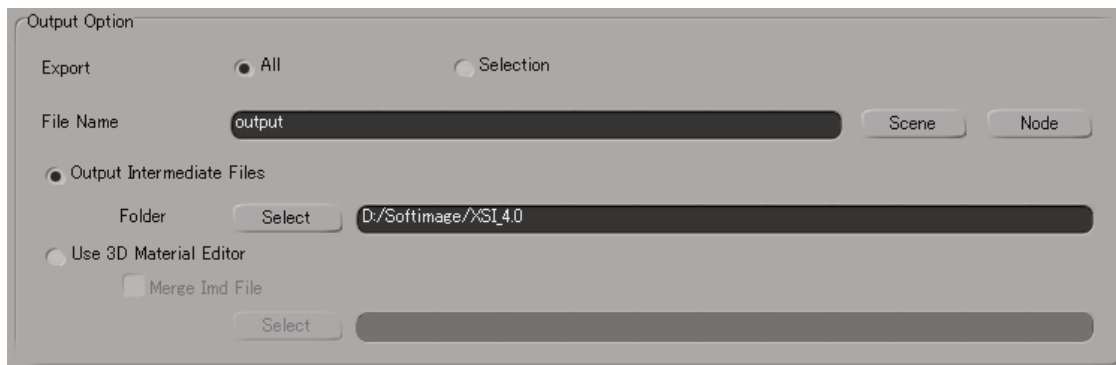 Output Option
Export All Selection
File Name output Scene Node
Output Intermediate Files
Folder Select D:/Softimage/XSI_4.0
Use 3D Material Editor
Merge Imd File
Select